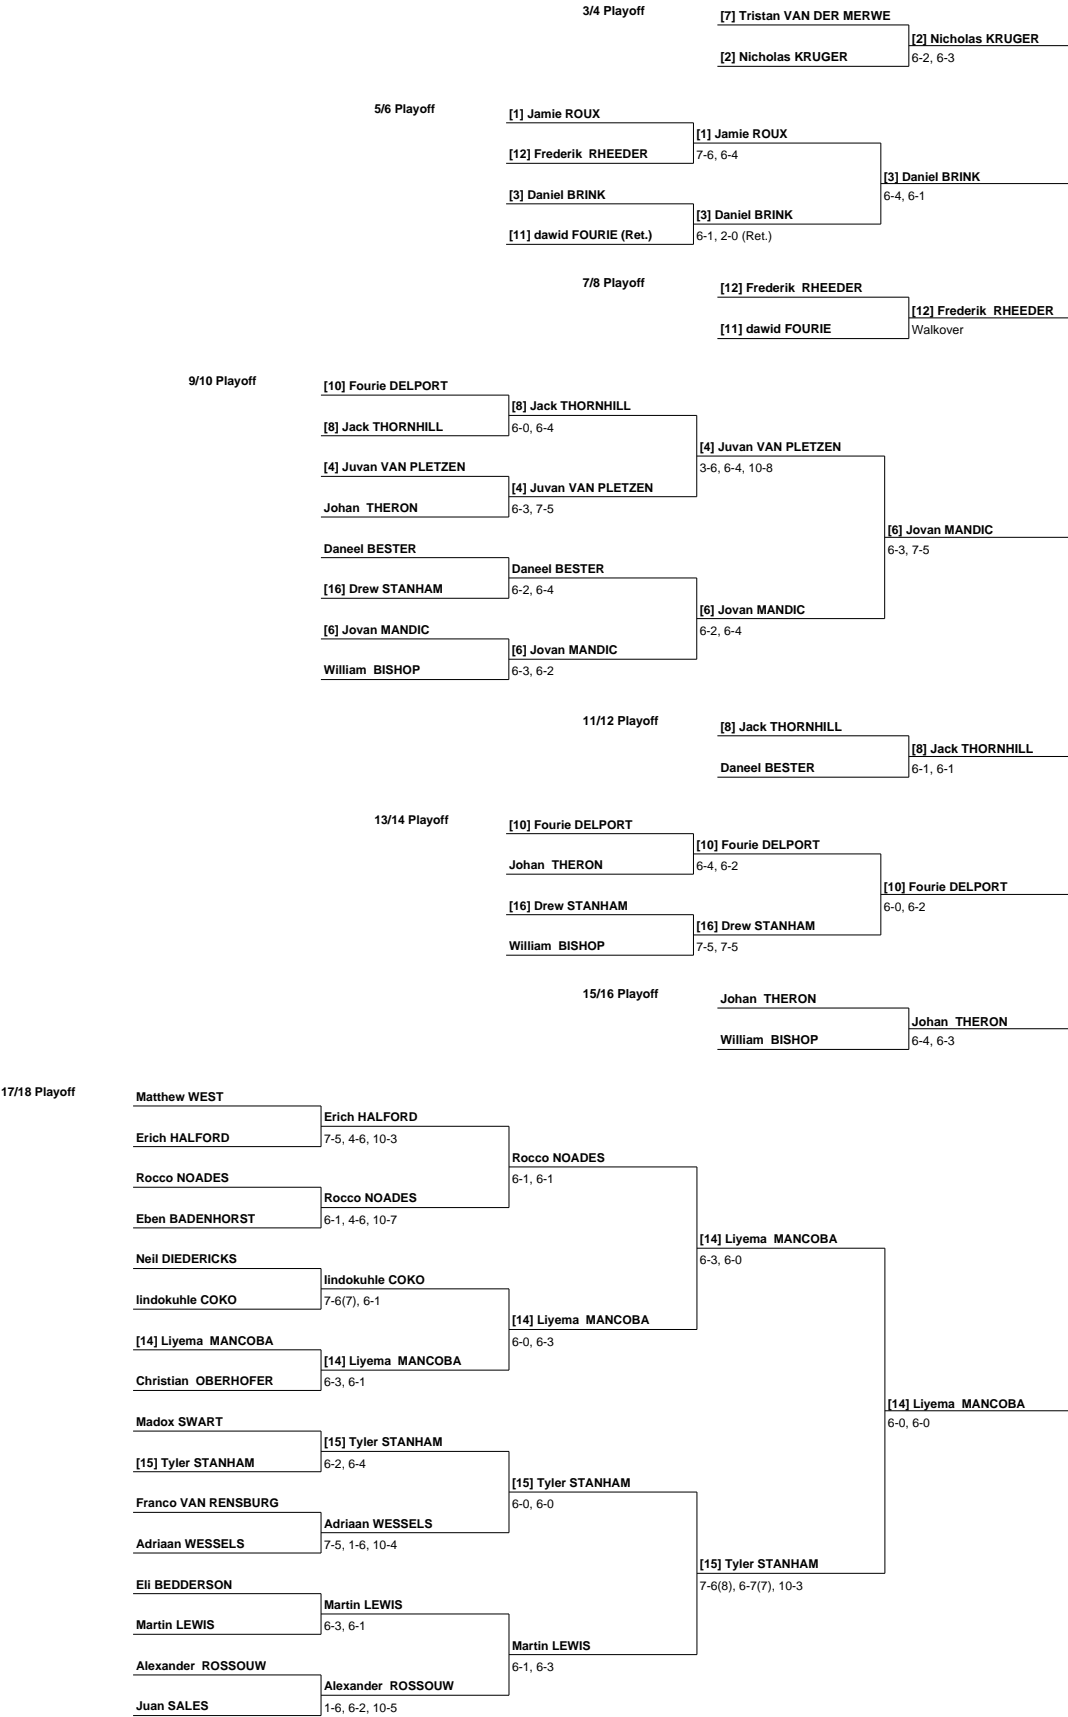 3/4 Playoff
[7] Tristan VAN DER MERWE
[2] Nicholas KRUGER
[2] Nicholas KRUGER
6-2, 6-3
5/6 Playoff
[1] Jamie ROUX
[1] Jamie ROUX
[12] Frederik  RHEEDER
7-6, 6-4
[3] Daniel BRINK
6-4, 6-1
[3] Daniel BRINK
[3] Daniel BRINK
[11] dawid FOURIE (Ret.)
6-1, 2-0 (Ret.)
7/8 Playoff
[12] Frederik  RHEEDER
[12] Frederik  RHEEDER
[11] dawid FOURIE
Walkover
9/10 Playoff
[10] Fourie DELPORT
[8] Jack THORNHILL
[8] Jack THORNHILL
6-0, 6-4
[4] Juvan VAN PLETZEN
3-6, 6-4, 10-8
[4] Juvan VAN PLETZEN
[4] Juvan VAN PLETZEN
Johan  THERON
6-3, 7-5
[6] Jovan MANDIC
6-3, 7-5
Daneel BESTER
Daneel BESTER
[16] Drew STANHAM
6-2, 6-4
[6] Jovan MANDIC
6-2, 6-4
[6] Jovan MANDIC
[6] Jovan MANDIC
William  BISHOP
6-3, 6-2
11/12 Playoff
[8] Jack THORNHILL
[8] Jack THORNHILL
Daneel BESTER
6-1, 6-1
13/14 Playoff
[10] Fourie DELPORT
[10] Fourie DELPORT
Johan  THERON
6-4, 6-2
[10] Fourie DELPORT
6-0, 6-2
[16] Drew STANHAM
[16] Drew STANHAM
William  BISHOP
7-5, 7-5
15/16 Playoff
Johan  THERON
Johan  THERON
William  BISHOP
6-4, 6-3
17/18 Playoff
Matthew WEST
Erich HALFORD
Erich HALFORD
7-5, 4-6, 10-3
Rocco NOADES
6-1, 6-1
Rocco NOADES
Rocco NOADES
Eben BADENHORST
6-1, 4-6, 10-7
[14] Liyema  MANCOBA
6-3, 6-0
Neil DIEDERICKS
lindokuhle COKO
lindokuhle COKO
7-6(7), 6-1
[14] Liyema  MANCOBA
6-0, 6-3
[14] Liyema  MANCOBA
[14] Liyema  MANCOBA
Christian  OBERHOFER
6-3, 6-1
[14] Liyema  MANCOBA
6-0, 6-0
Madox SWART
[15] Tyler STANHAM
[15] Tyler STANHAM
6-2, 6-4
[15] Tyler STANHAM
6-0, 6-0
Franco VAN RENSBURG
Adriaan WESSELS
Adriaan WESSELS
7-5, 1-6, 10-4
[15] Tyler STANHAM
7-6(8), 6-7(7), 10-3
Eli BEDDERSON
Martin LEWIS
Martin LEWIS
6-3, 6-1
Martin LEWIS
6-1, 6-3
Alexander  ROSSOUW
Alexander  ROSSOUW
Juan SALES
1-6, 6-2, 10-5